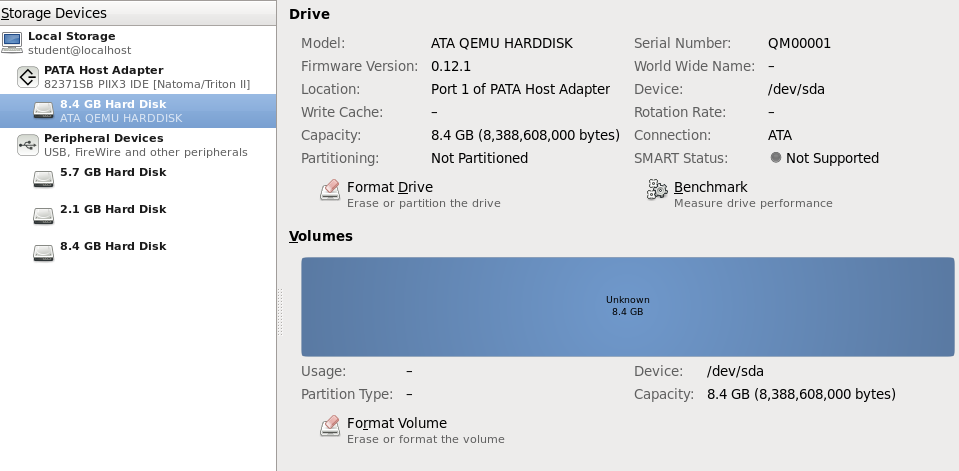 Storage Devices
Local Storage
student@localhost
PATA Host Adapter
82371SB PIIX3 IDE [Natoma/Triton II]
8.4 GB Hard Disk
ATA QEMU HARDDISK
Peripheral Devices
USB, FireWire and other peripherals
5.7 GB Hard Disk
2.1 GB Hard Disk
8.4 GB Hard Disk
Drive
Model: ATA QEMU HARDDISK Serial Number: QM00001
Firmware Version: 0.12.1 World Wide Name: –
Location: Port 1 of PATA Host Adapter Device: /dev/sda
Write Cache: – Rotation Rate: –
Capacity: 8.4 GB (8,388,608,000 bytes) Connection: ATA
Partitioning: Not Partitioned SMART Status: Not Supported
Format Drive Benchmark
Erase or partition the drive Measure drive performance
Volumes
Unknown
8.4 GB
Usage: – Device: /dev/sda
Partition Type: – Capacity: 8.4 GB (8,388,608,000 bytes)
Format Volume
Erase or format the volume